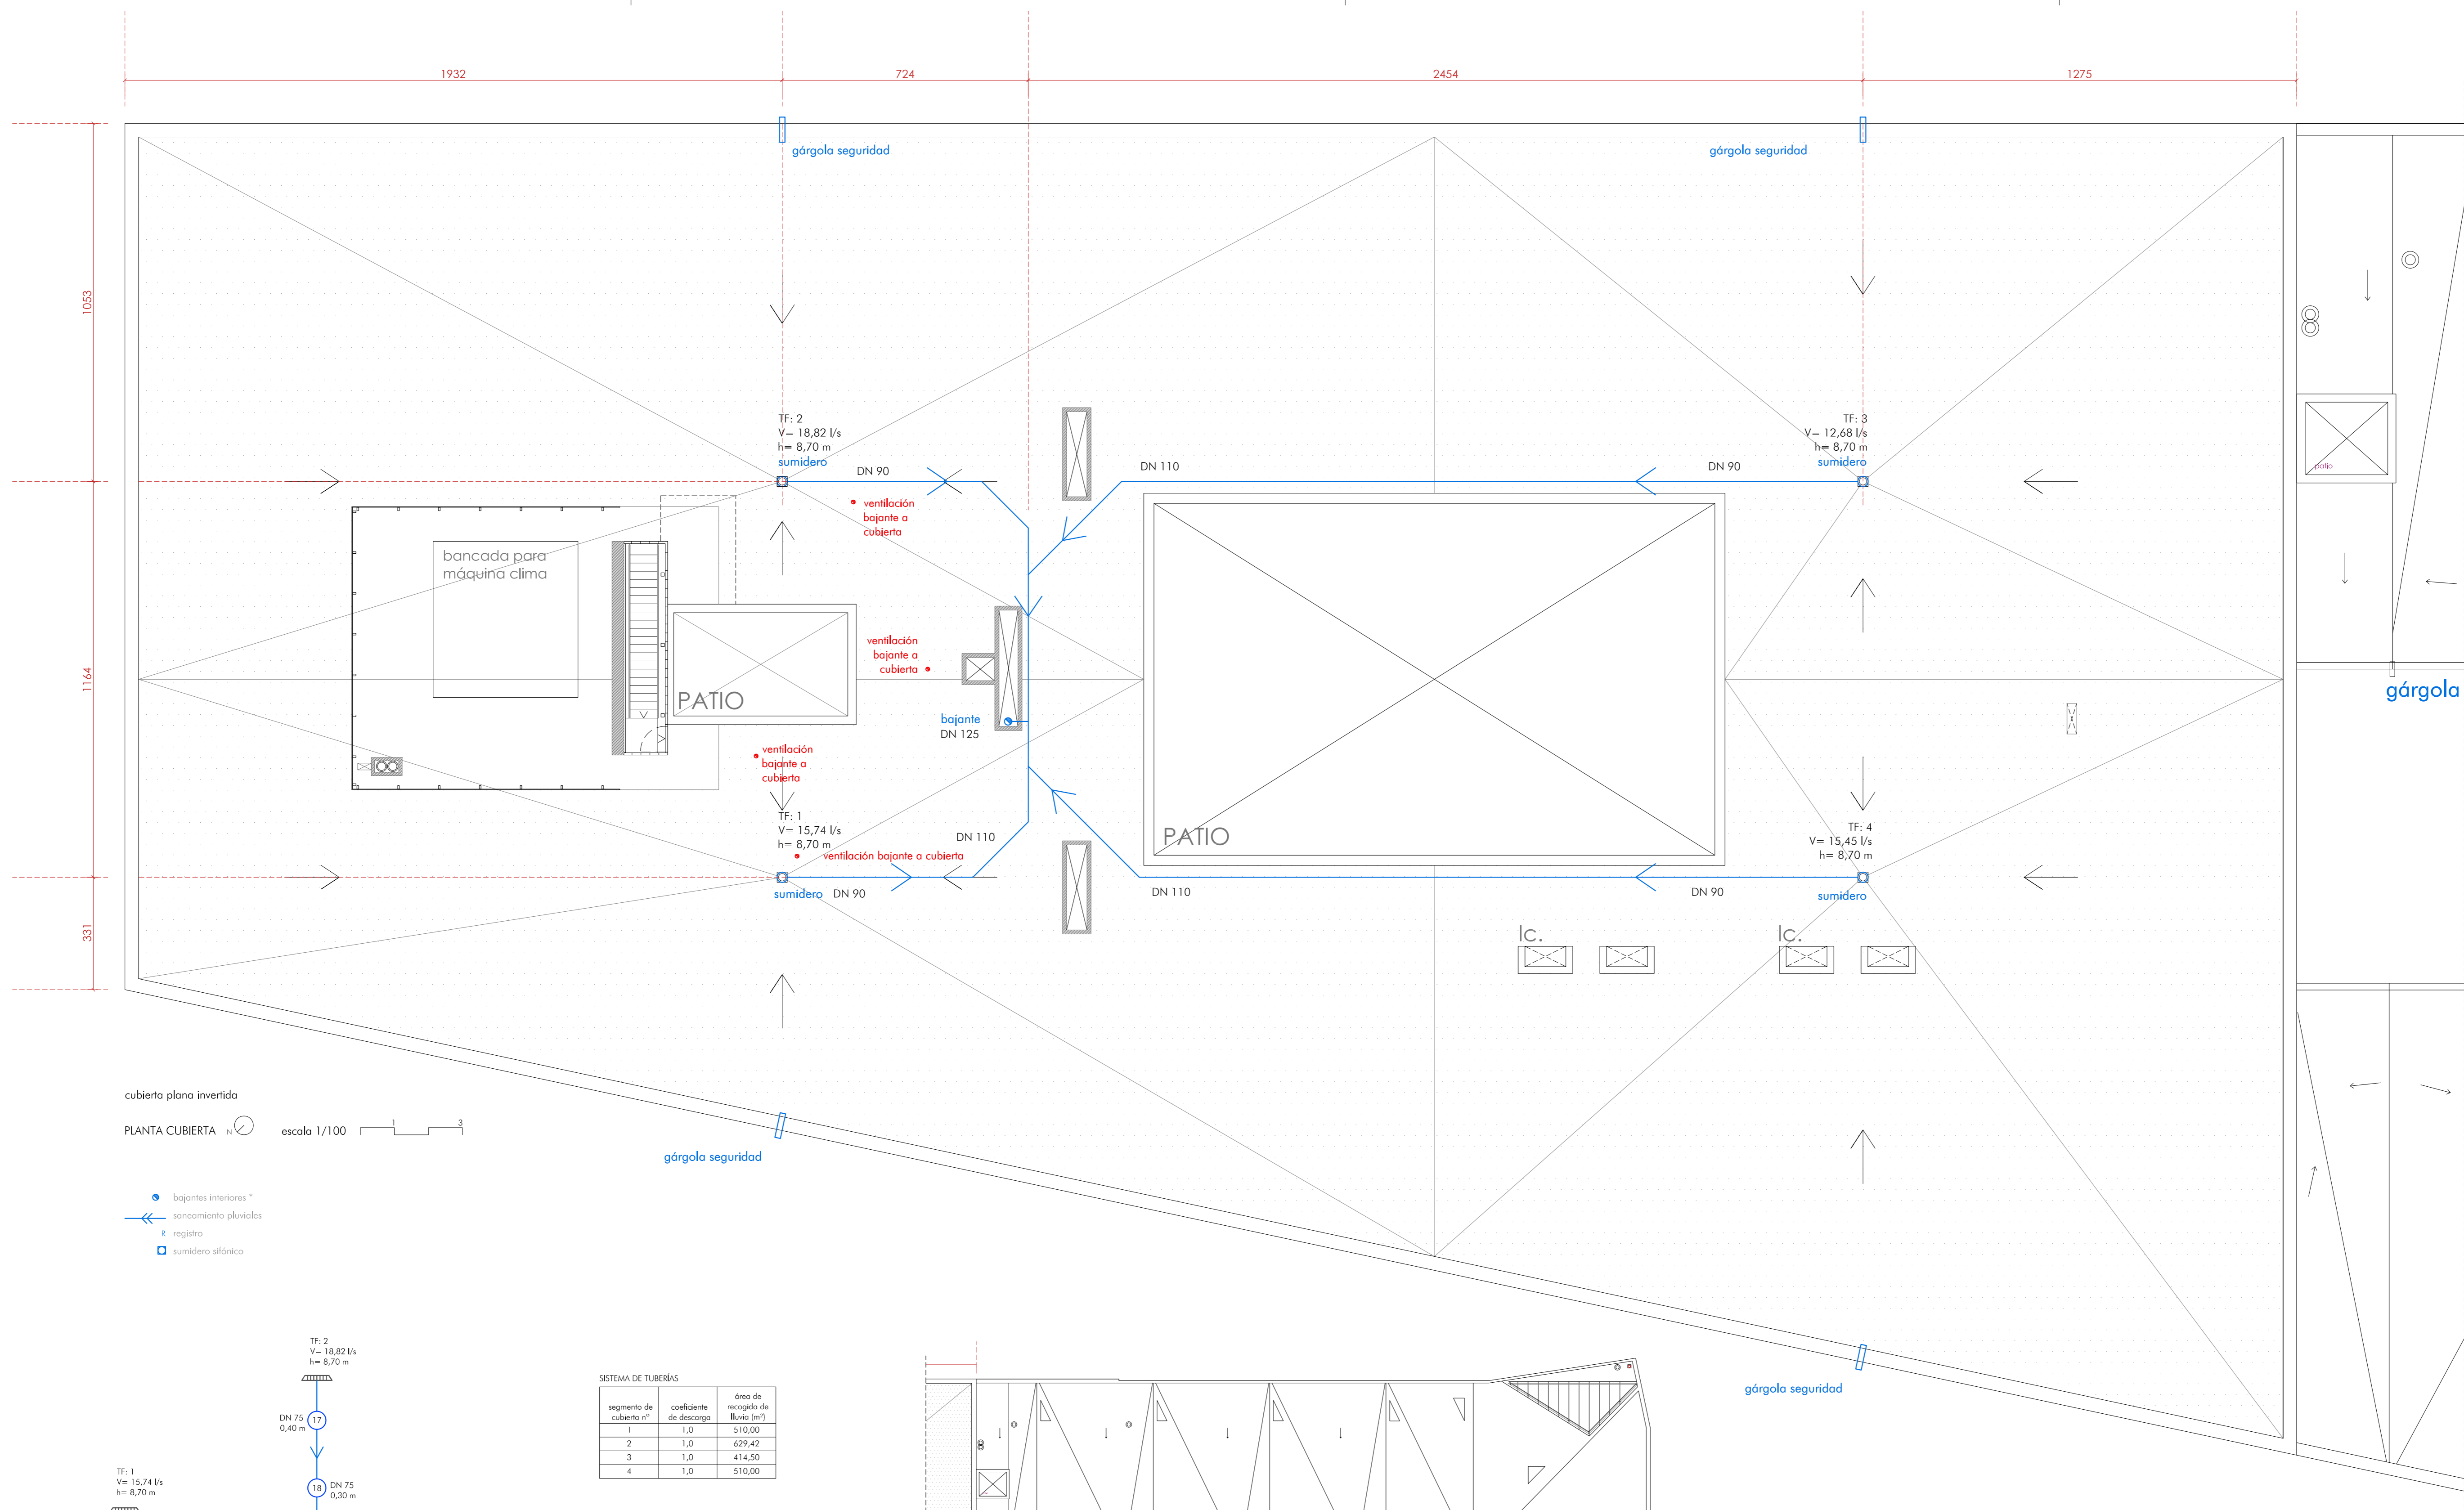 1932
724
2454
1275
gárgola seguridad
gárgola seguridad
1053
TF: 2
V= 18,82 l/s
h= 8,70 m
sumidero
DN 90
DN 110
DN 90
TF: 3
V= 12,68 l/s
h= 8,70 m
sumidero
patio
ventilación
bajante a
cubierta
bancada para
máquina clima
1164
ventilación
bajante a
cubierta
PATIO
gárgola
bajante
DN 125
ventilación
bajante a
cubierta
TF: 1
V= 15,74 l/s
h= 8,70 m
DN 110
PATIO
TF: 4
V= 15,45 l/s
h= 8,70 m
ventilación bajante a cubierta
sumidero
DN 90
DN 110
DN 90
sumidero
331
lc.
lc.
cubierta plana invertida
PLANTA CUBIERTA
N
escala 1/100
1
3
gárgola seguridad
bajantes interiores *
saneamiento pluviales
R registro
sumidero sifónico
gárgola seguridad
TF: 2
V= 18,82 l/s
h= 8,70 m
DN 75
0,40 m
17
TF: 1
V= 15,74 l/s
h= 8,70 m
18
DN 75
0,30 m
SISTEMA DE TUBERÍAS
segmento de cubierta nº
coeficiente de descarga
área de recogida de lluvia (m²)
1 1,0 510,00
2 1,0 629,42
3 1,0 414,50
4 1,0 510,00